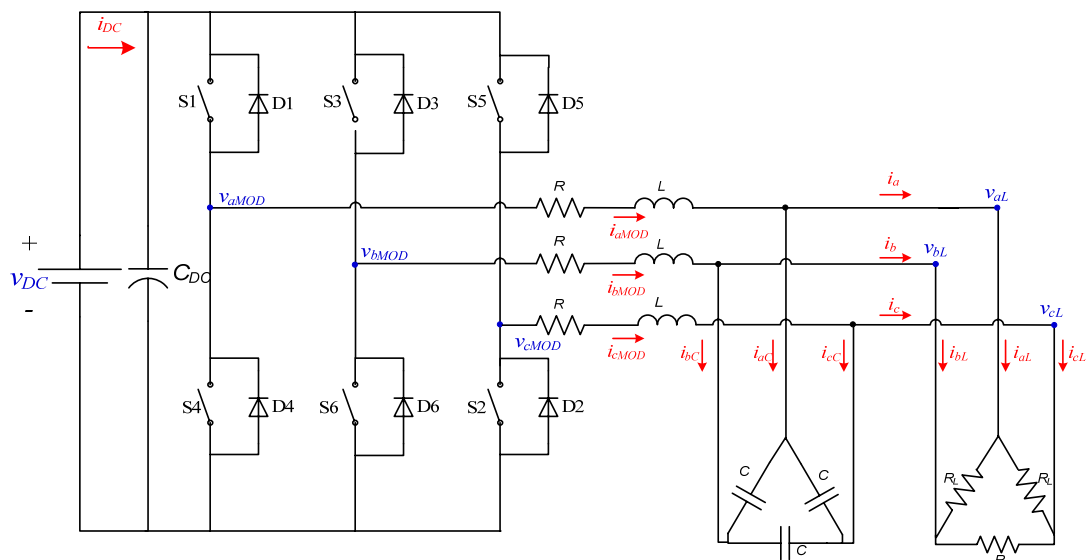 i_DC
S1
D1
S3
D3
S5
D5
v_aMOD
R
L
i_a
v_aL
i_aMOD
+
v_DC
-
C_DC
v_bMOD
R
L
i_b
v_bL
i_bMOD
v_cMOD
R
L
i_c
v_cL
i_cMOD
i_bC
i_aC
i_cC
i_bL
i_aL
i_cL
S4
D4
S6
D6
S2
D2
C
C
C
R_L
R_L
R